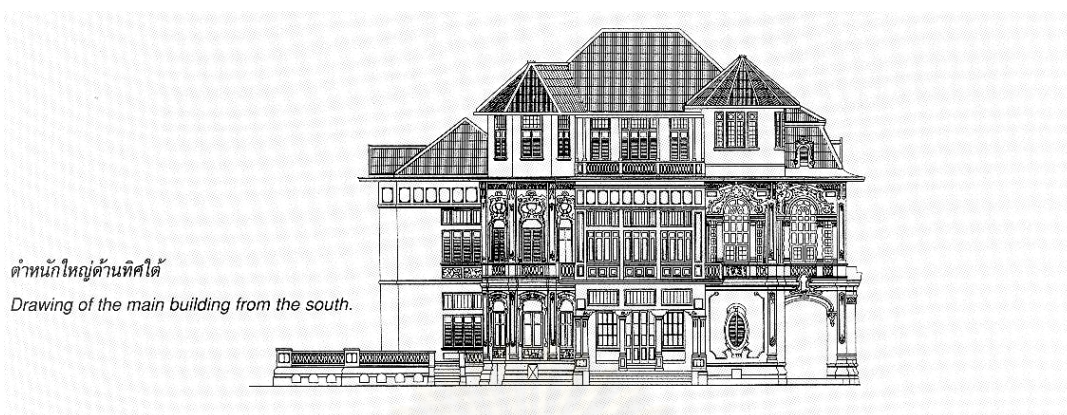 ตำหนักใหญ่ด้านทิศใต้
Drawing of the main building from the south.